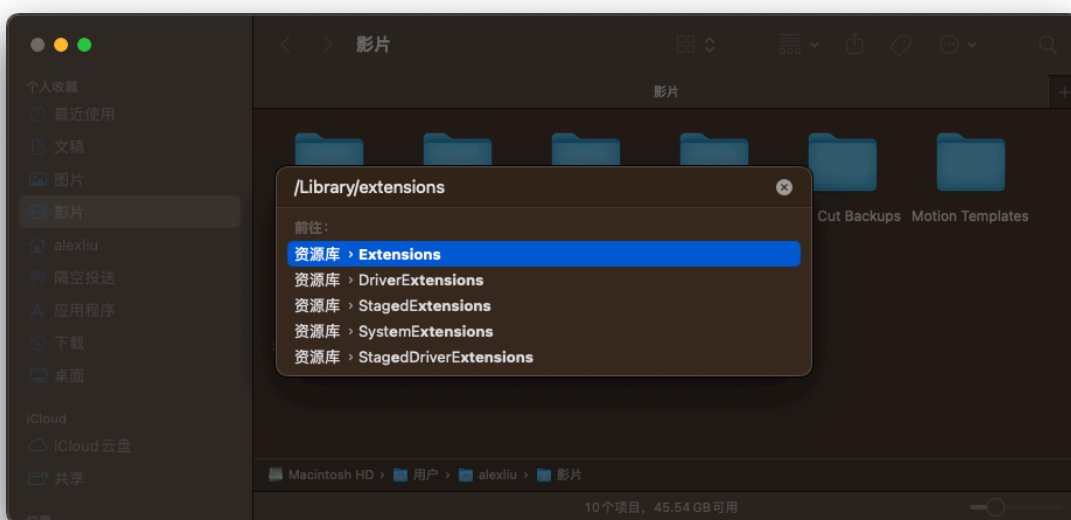 影片
个人收藏
最近使用
文稿
图片
影片
alexliu
隔空投送
应用程序
下载
桌面
iCloud
iCloud云盘
共享
位置
影片
/Library/extensions
前往:
资源库 › Extensions
资源库 › DriverExtensions
资源库 › StagedExtensions
资源库 › SystemExtensions
资源库 › StagedDriverExtensions
Cut Backups
Motion Templates
Macintosh HD › 用户 › alexliu › 影片
10个项目, 45.54 GB可用